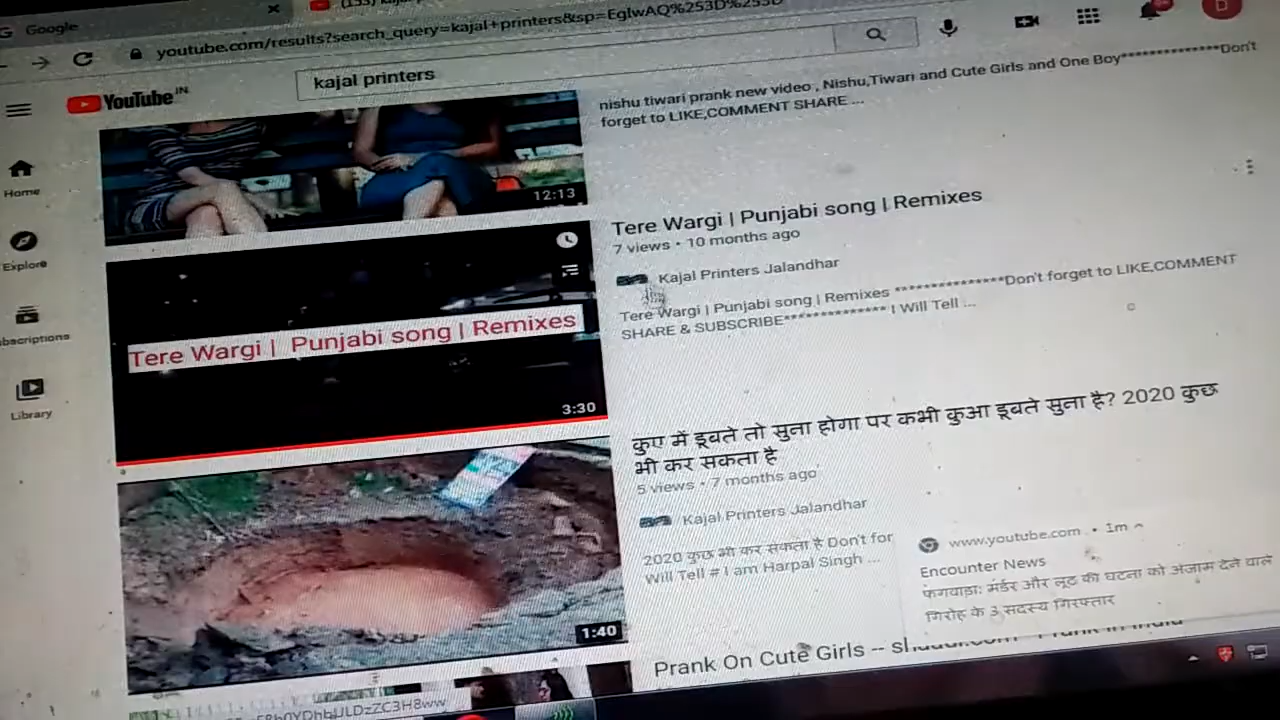 Google
youtube.com/results?search_query=kajal+printers&sp=EgIwAQ%253D%253D
YouTube IN
kajal printers
nishu tiwari prank new video , Nishu,Tiwari and Cute Girls and One Boy**************Don't
forget to LIKE,COMMENT SHARE ...
12:13
Home
Explore
Library
Tere Wargi | Punjabi song | Remixes
7 views • 10 months ago
Kajal Printers Jalandhar
Tere Wargi | Punjabi song | Remixes ***************Don't forget to LIKE,COMMENT
SHARE & SUBSCRIBE************** I Will Tell ...
Tere Wargi | Punjabi song | Remixes
3:30
कुए में डूबते तो सुना होगा पर कभी कुआ डूबते सुना है? 2020 कुछ
भी कर सकता है
5 views • 7 months ago
Kajal Printers Jalandhar
2020 कुछ भी कर सकता है Don't for
Will Tell # I am Harpal Singh ...
1:40
www.youtube.com • 1m
Encounter News
फगवाड़ा: मर्डर और लूट की घटना को अंजाम देने वाले
गिरोह के 3 सदस्य गिरफ्तार
Prank On Cute Girls --